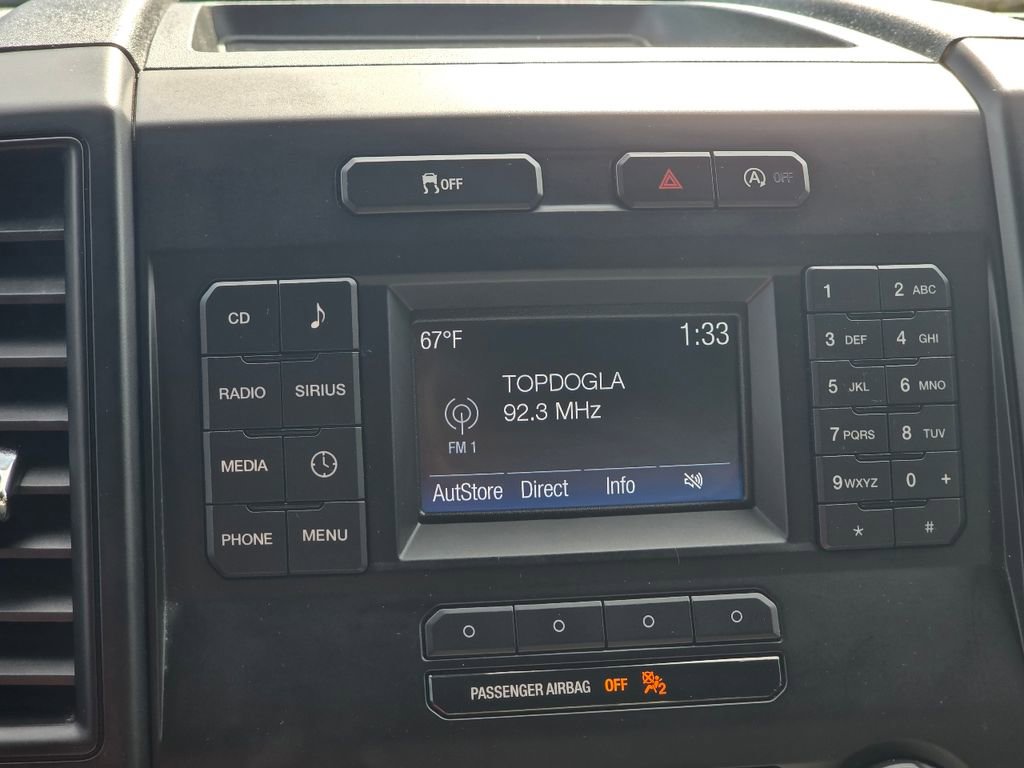 OFF
A OFF
CD
RADIO SIRIUS
MEDIA
PHONE MENU
67°F 1:33
TOPDOGLA
92.3 MHz
FM 1
AutStore Direct Info
1 2 ABC
3 DEF 4 GHI
5 JKL 6 MNO
7 PQRS 8 TUV
9 WXYZ 0 +
* #
PASSENGER AIRBAG OFF 2